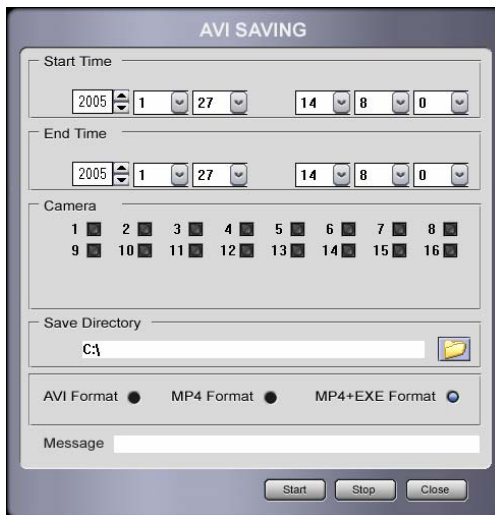 AVI SAVING
Start Time
2005 1 27 14 8 0
End Time
2005 1 27 14 8 0
Camera
1 2 3 4 5 6 7 8
9 10 11 12 13 14 15 16
Save Directory
C:\
AVI Format MP4 Format MP4+EXE Format
Message
Start Stop Close